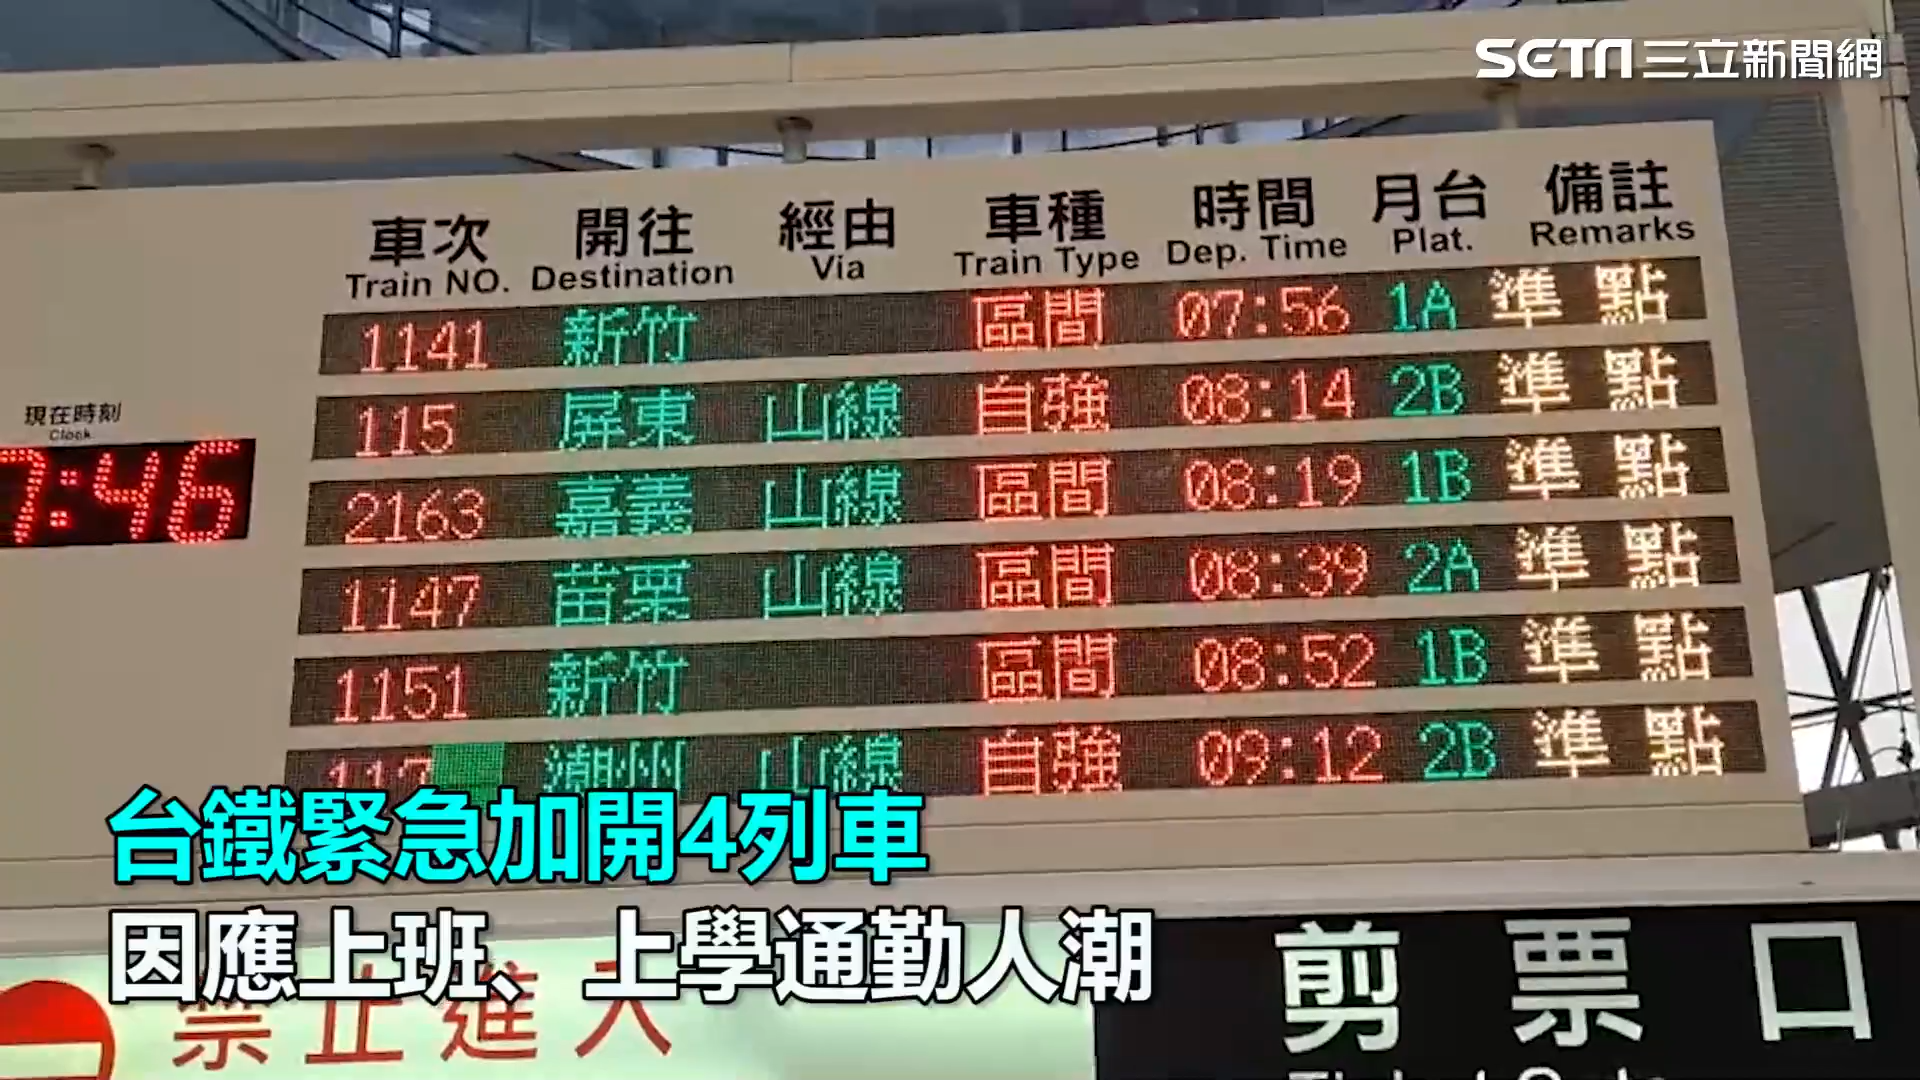 SETN三立新聞網
車次 開往 經由 車種 時間 月台 備註
Train NO. Destination Via Train Type Dep. Time Plat. Remarks
1141 新竹 區間 07:56 1A 準點
115 屏東 山線 自強 08:14 2B 準點
現在時刻
Clock
7:46
2163 嘉義 山線 區間 08:19 1B 準點
1147 苗栗 山線 區間 08:39 2A 準點
1151 新竹 區間 08:52 1B 準點
潮州 山線 自強 09:12 2B 準點
台鐵緊急加開4列車
因應上班、上學通勤人潮
禁止進入
剪票口